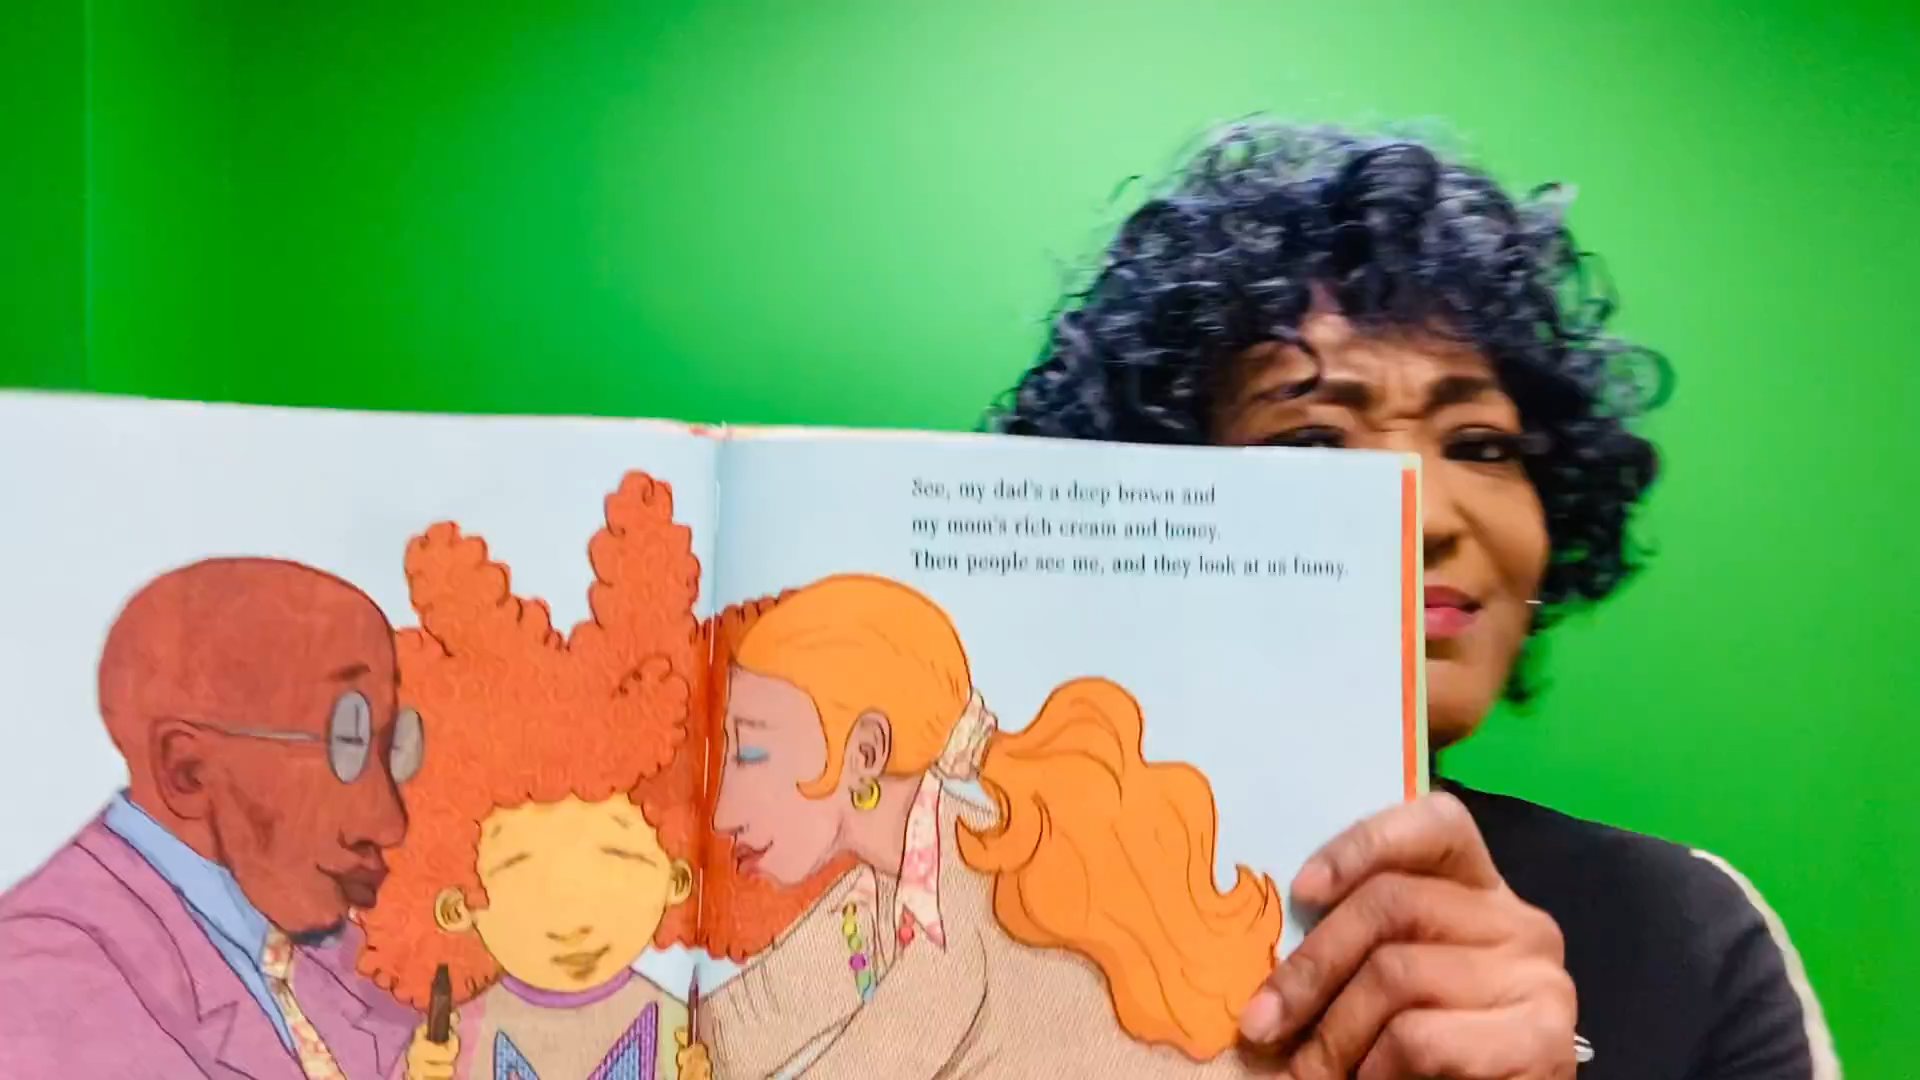 See, my dad's a deep brown and
my mom's rich cream and honey.
Then people see me, and they look at us funny.